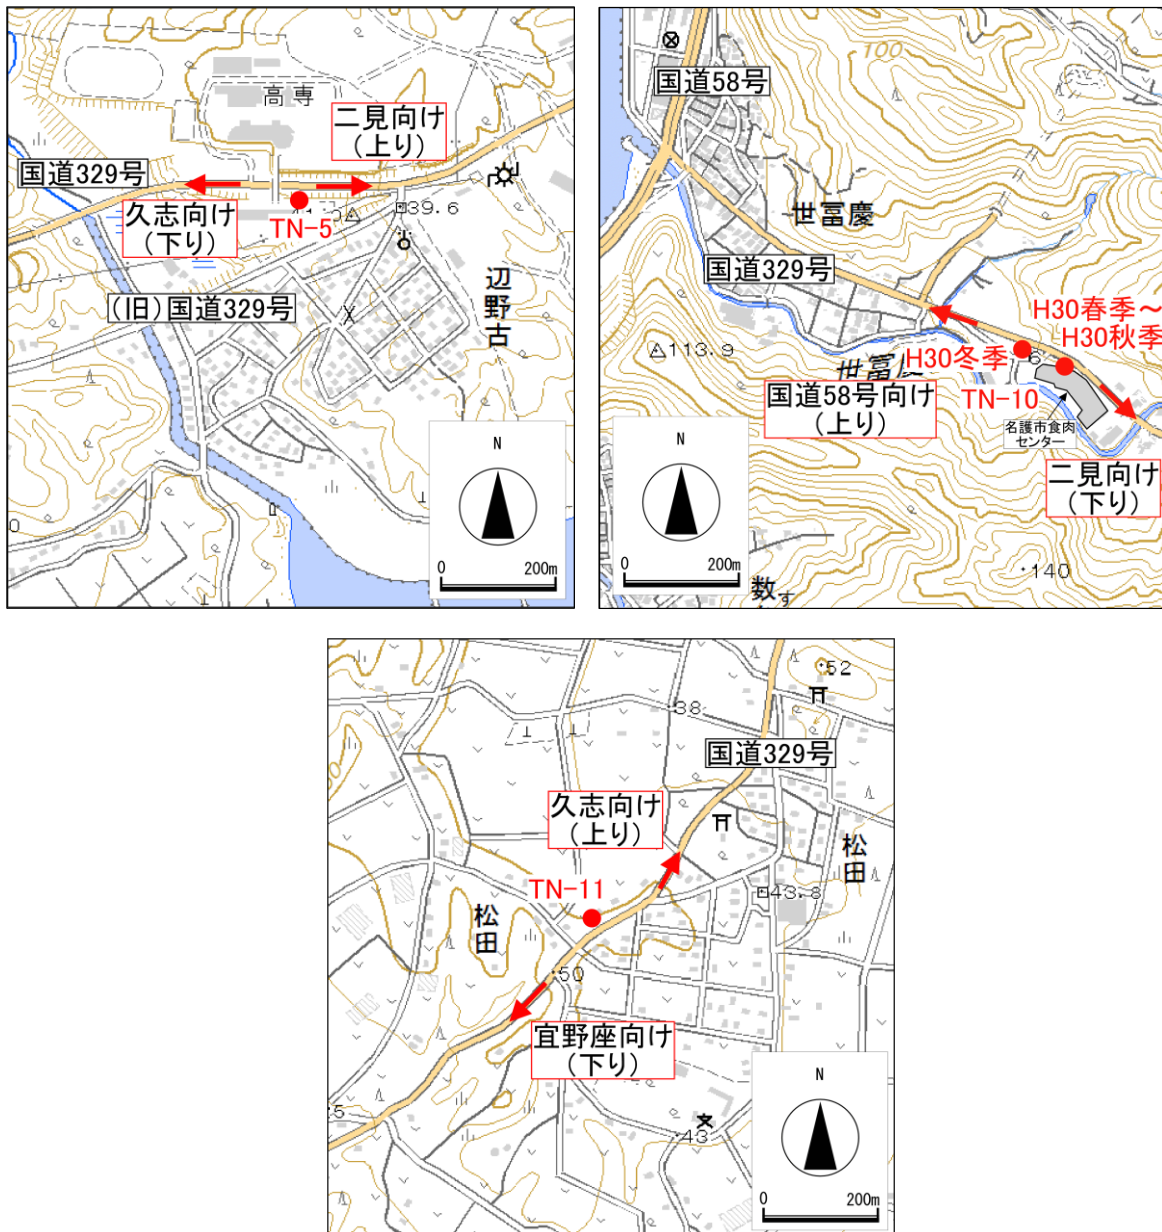 高専
二見向け
(上り)
国道329号
久志向け
(下り)
TN-5
39.6
(旧)国道329号
辺野古
N
0
200m
国道58号
100
世冨慶
国道329号
H30春季～
H30秋季
113.9
世冨慶
H30冬季
国道58号向け
(上り)
TN-10
名護市食肉
センター
二見向け
(下り)
N
0
200m
140
数す
52
38
国道329号
久志向け
(上り)
松田
TN-11
43.8
松田
50
宜野座向け
(下り)
N
43
0
200m